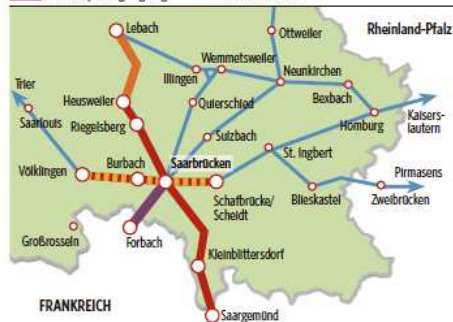 Lebach
Ottweiler
Rheinland-Pfalz
Wemmetsweiler
Illingen
Neunkirchen
Trier
Heusweiler
Quierschied
Bexbach
Saarlouis
Riegelsberg
Sulzbach
Homburg
Kaisers-
lautern
Völklingen
Burbach
Saarbrücken
St. Ingbert
Pirmasens
Schafbrücke/
Scheidt
Blieskastel
Zweibrücken
Großrosseln
Forbach
Kleinblittersdorf
FRANKREICH
Saargemünd